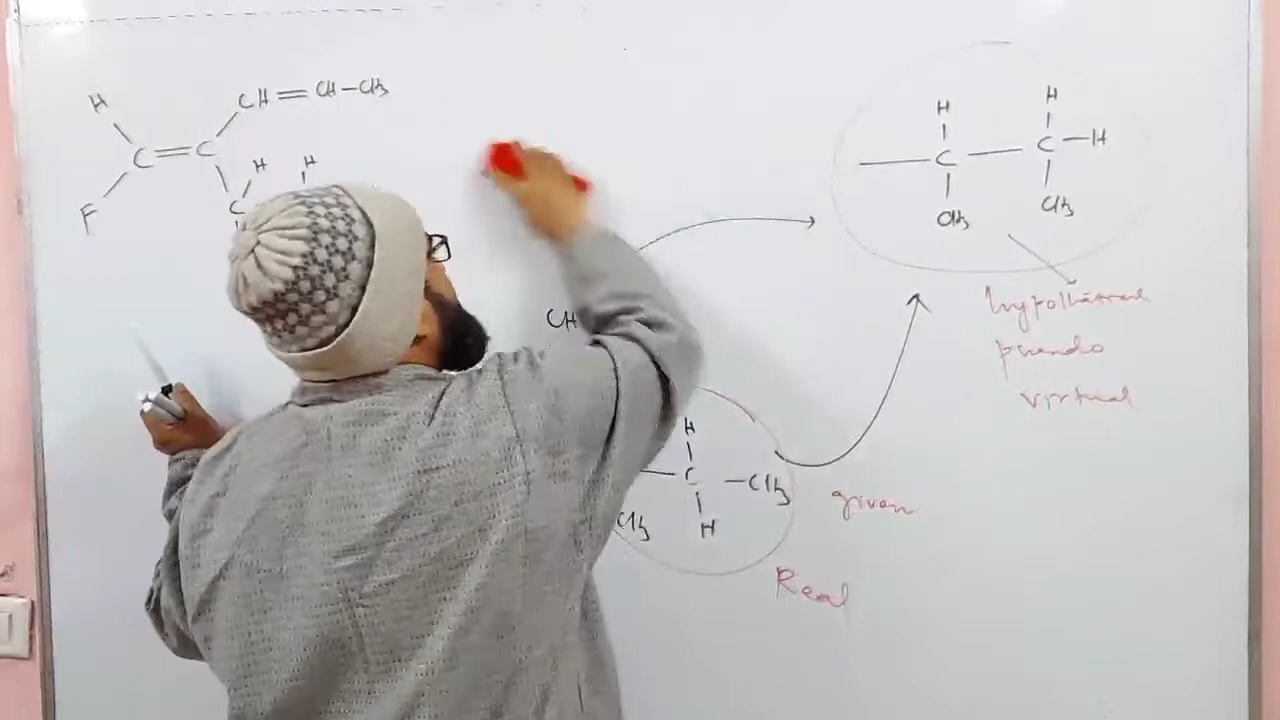 H CH=CH-CH3
C=C
F
H H
C
H H
C C-H
CH3 CH3
CH
hypothetical
pseudo
virtual
H
C -CH3
CH3 H
given
Real